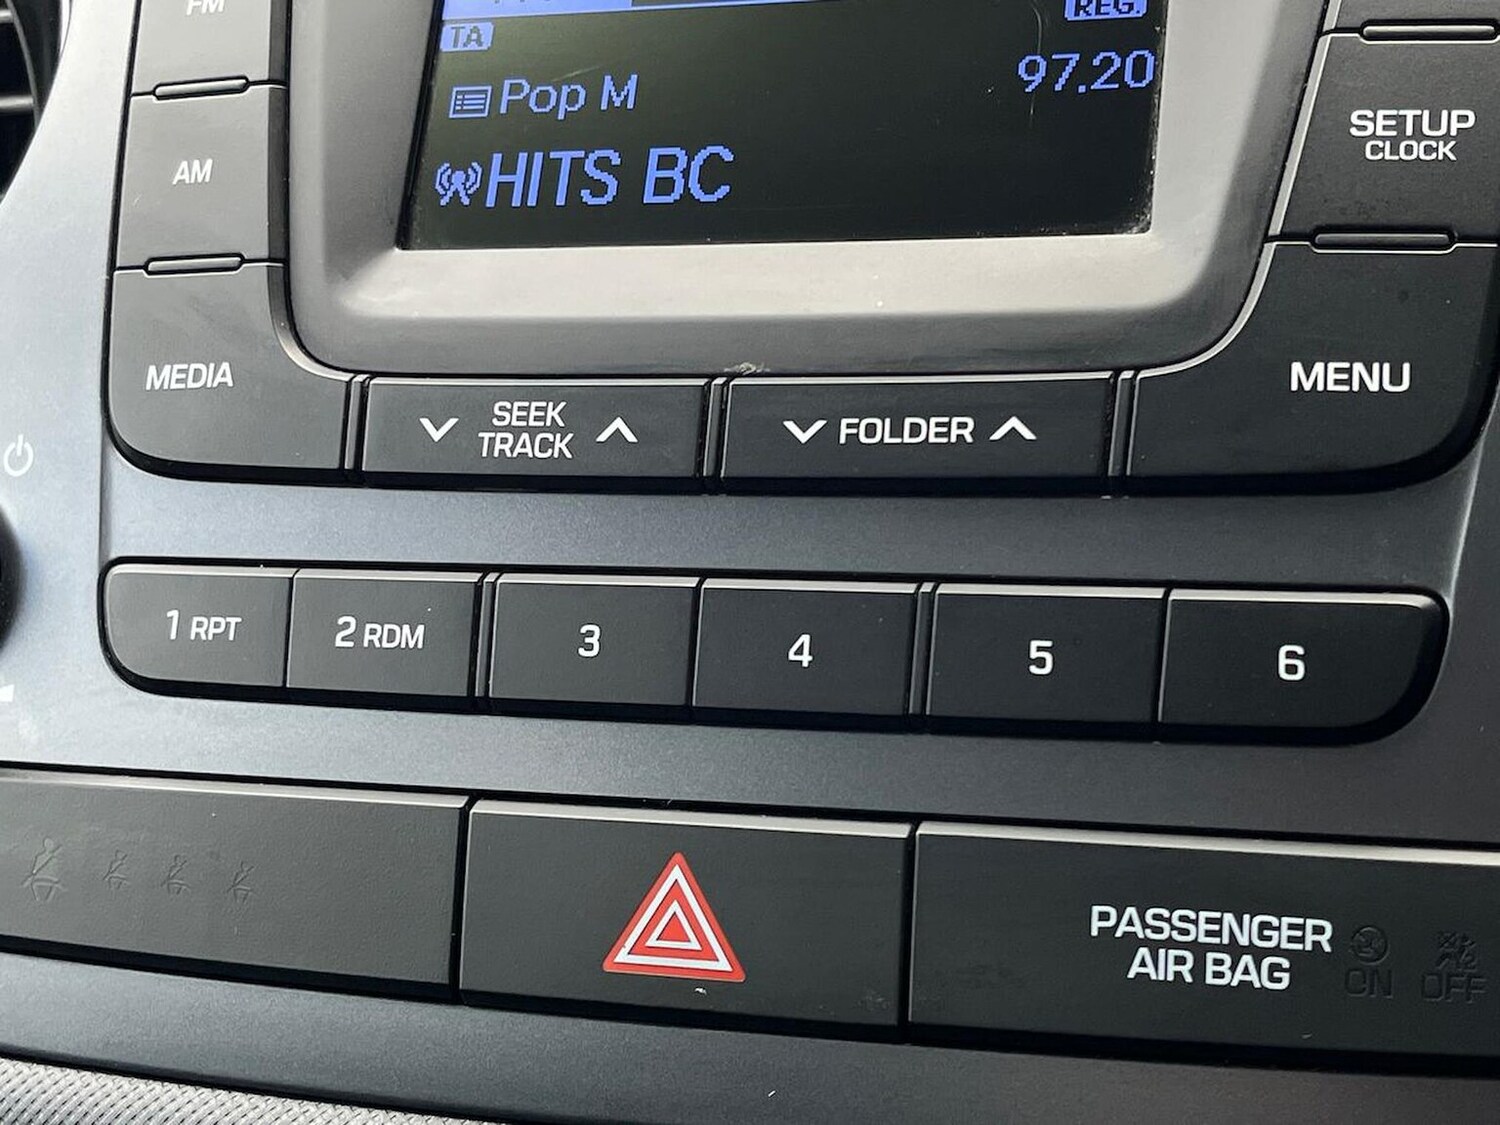 FM
TA
REG.
Pop M
97.20
HITS BC
AM
SETUP
CLOCK
MEDIA
SEEK
TRACK
FOLDER
MENU
1 RPT
2 RDM
3
4
5
6
PASSENGER
AIR BAG
ON
OFF